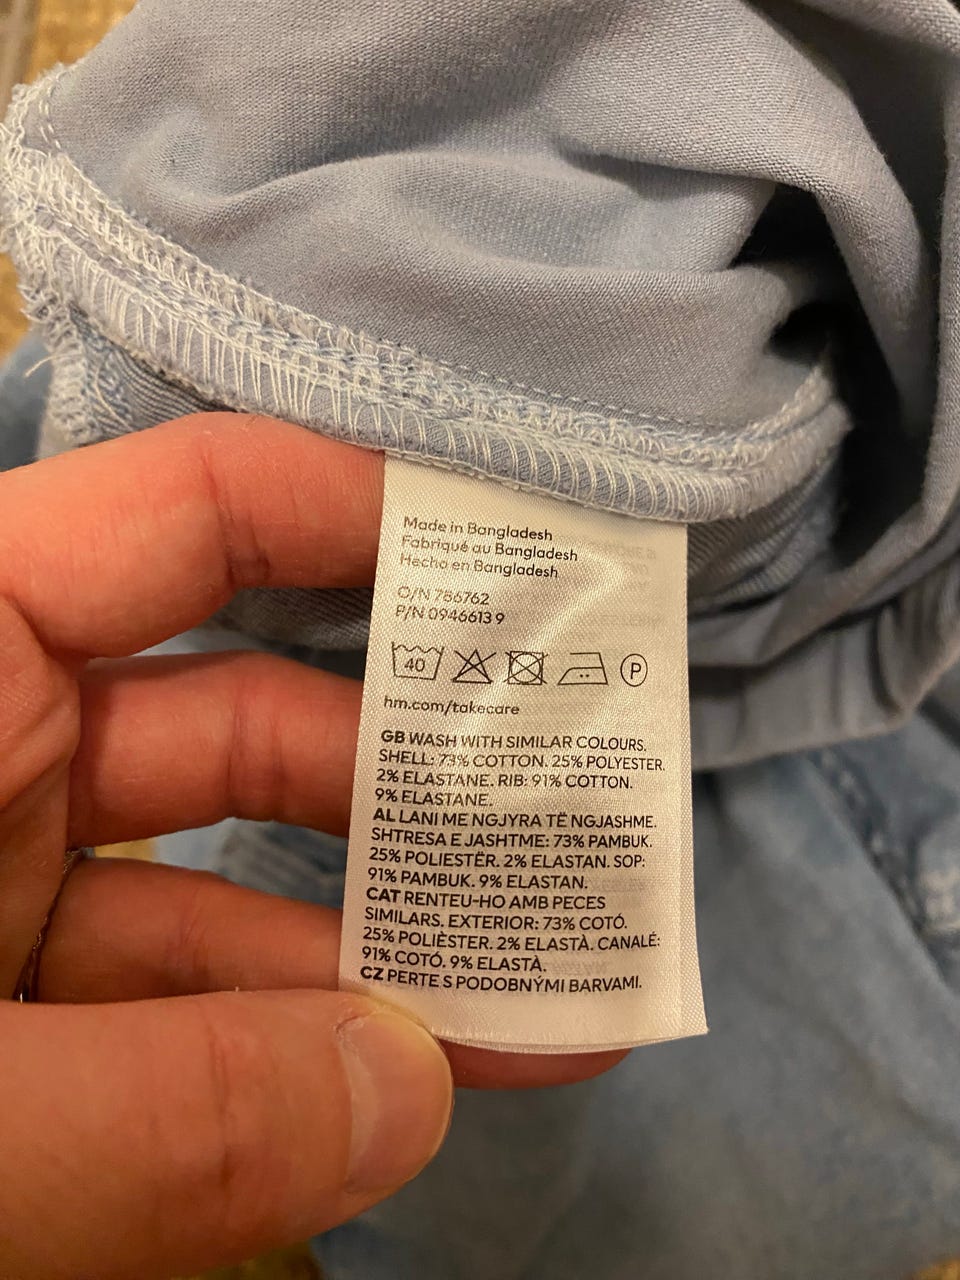 Made in Bangladesh
Fabriqué au Bangladesh
Hecho en Bangladesh
O/N 786762
P/N 0946613 9
40
P
hm.com/takecare
GB WASH WITH SIMILAR COLOURS.
SHELL: 73% COTTON. 25% POLYESTER.
2% ELASTANE. RIB: 91% COTTON.
9% ELASTANE.
AL LANI ME NGJYRA TË NGJASHME.
SHTRESA E JASHTME: 73% PAMBUK.
25% POLIESTËR. 2% ELASTAN. SOP:
91% PAMBUK. 9% ELASTAN.
CAT RENTEU-HO AMB PECES
SIMILARS. EXTERIOR: 73% COTÓ.
25% POLIÈSTER. 2% ELASTÀ. CANALÉ:
91% COTÓ. 9% ELASTÀ.
CZ PERTE S PODOBNÝMI BARVAMI.